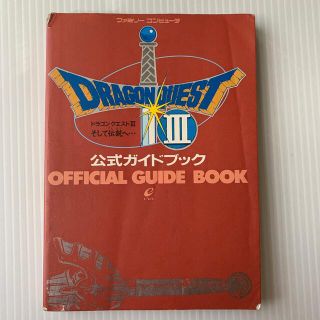 ファミリーコンピュータ
DRAGON QUEST
III
ドラゴンクエストIII
そして伝説へ…
公式ガイドブック
OFFICIAL GUIDE BOOK